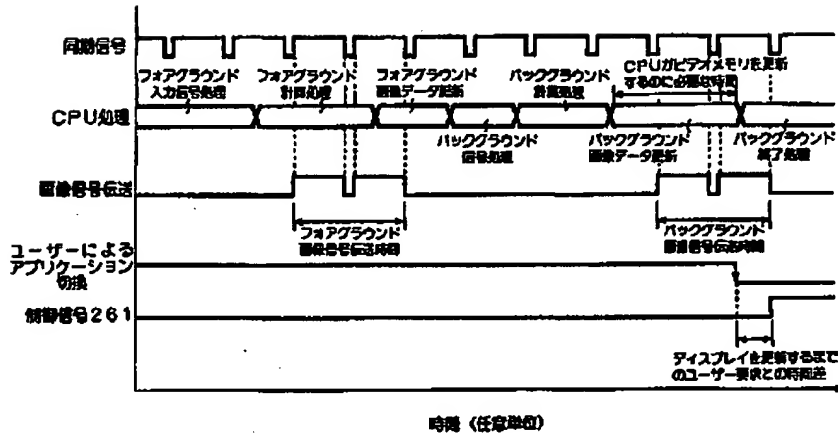 同期信号
フォアグラウンド
入力信号処理
フォアグラウンド
計算処理
フォアグラウンド
画像データ更新
バックグラウンド
計算処理
CPUがビデオメモリを更新
するのに必要な時間
CPU処理
バックグラウンド
信号処理
バックグラウンド
画像データ更新
バックグラウンド
終了処理
画像信号伝送
フォアグラウンド
画像信号伝送時間
バックグラウンド
画像信号伝送時間
ユーザーによる
アプリケーション
切換
制御信号261
ディスプレイを更新するまで
のユーザー要求との時間差
時間(任意単位)